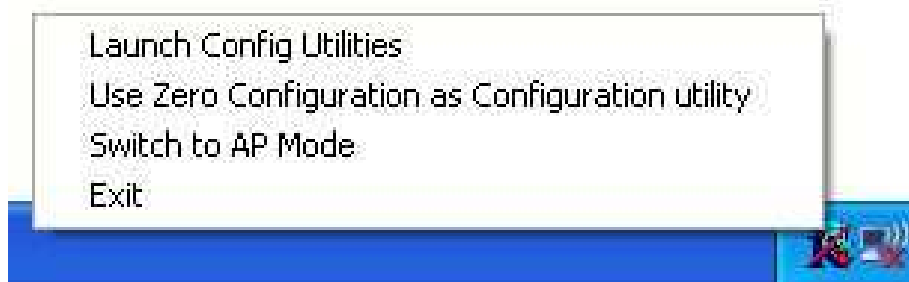 Launch Config Utilities
Use Zero Configuration as Configuration utility
Switch to AP Mode
Exit